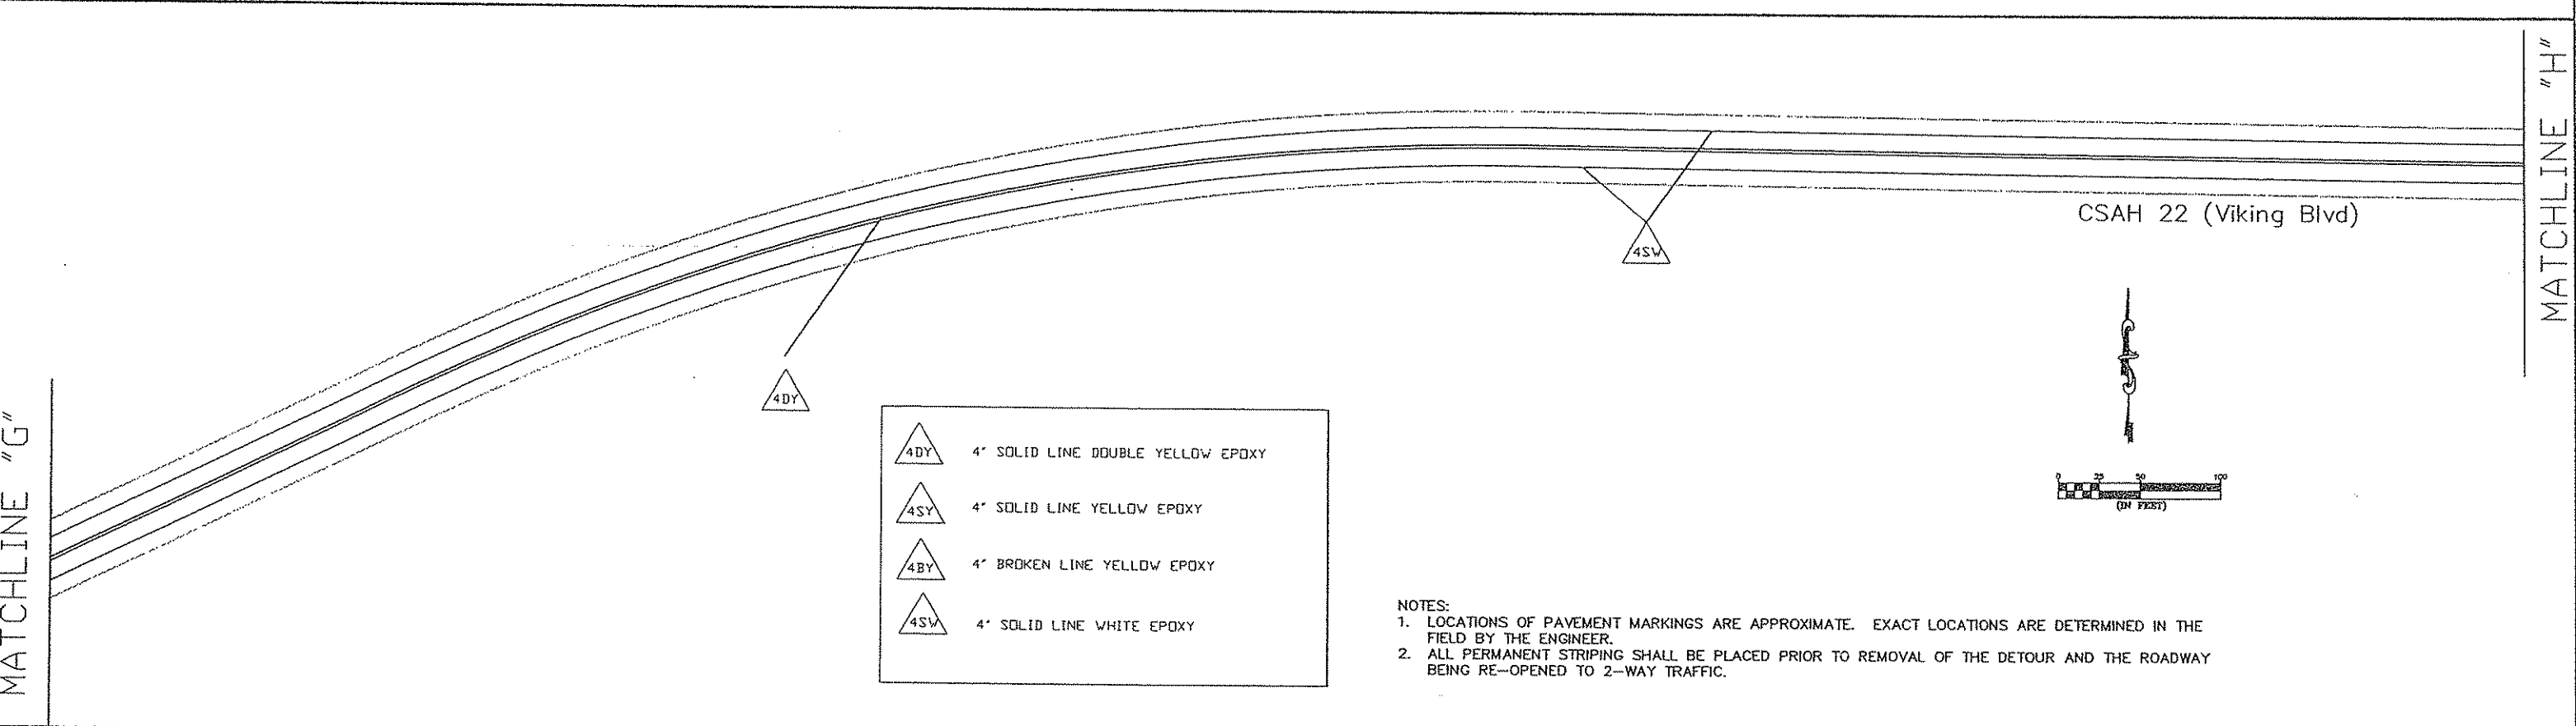 MATCHLINE "G"
MATCHLINE "H"
CSAH 22 (Viking Blvd)
4SW
4DY
4DY 4" SOLID LINE DOUBLE YELLOW EPOXY
4SY 4" SOLID LINE YELLOW EPOXY
4BY 4" BROKEN LINE YELLOW EPOXY
4SW 4" SOLID LINE WHITE EPOXY
0 25 50 100
(IN FEET)
NOTES:
1. LOCATIONS OF PAVEMENT MARKINGS ARE APPROXIMATE. EXACT LOCATIONS ARE DETERMINED IN THE
FIELD BY THE ENGINEER.
2. ALL PERMANENT STRIPING SHALL BE PLACED PRIOR TO REMOVAL OF THE DETOUR AND THE ROADWAY
BEING RE-OPENED TO 2-WAY TRAFFIC.